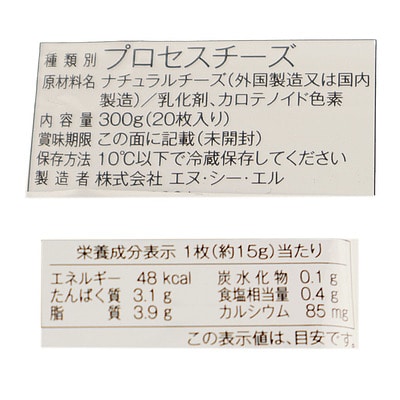 種類別 プロセスチーズ
原材料名 ナチュラルチーズ(外国製造又は国内
製造)/乳化剤、カロテノイド色素
内容量 300g(20枚入り)
賞味期限 この面に記載(未開封)
保存方法 10℃以下で冷蔵保存してください
製造者 株式会社 エヌ・シー・エル
栄養成分表示 1枚(約15g)当たり
エネルギー 48 kcal 炭水化物 0.1 g
たんぱく質 3.1 g 食塩相当量 0.4 g
脂質 3.9 g カルシウム 85 mg
この表示値は、目安です。